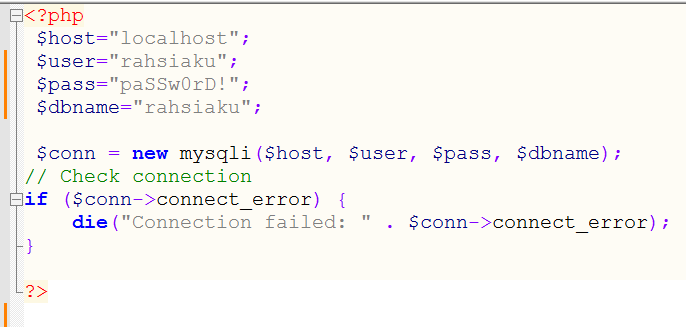 <?php
$host="localhost";
$user="rahsiaku";
$pass="paSSw0rD!";
$dbname="rahsiaku";
$conn = new mysqli($host, $user, $pass, $dbname);
// Check connection
if ($conn->connect_error) {
die("Connection failed: " . $conn->connect_error);
}
?>